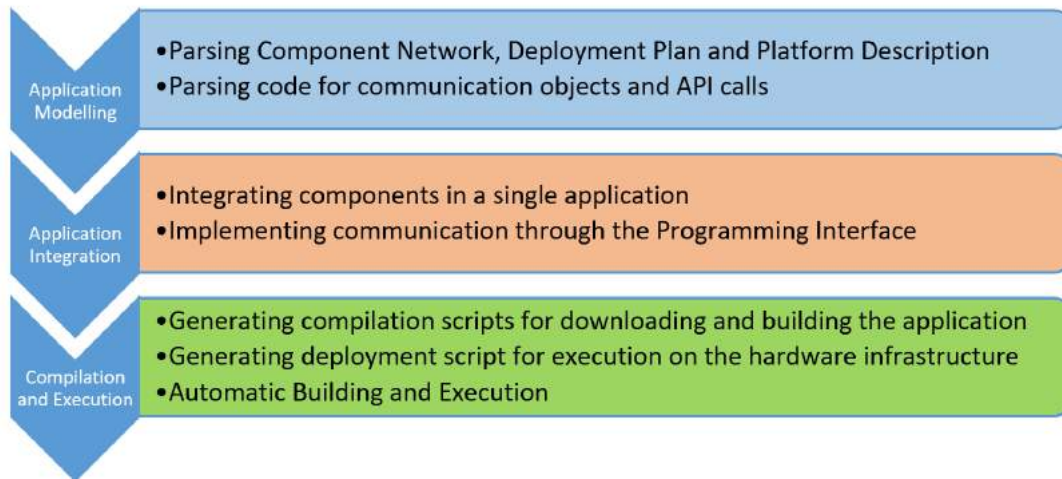 Application
Modelling
•Parsing Component Network, Deployment Plan and Platform Description
•Parsing code for communication objects and API calls
Application
Integration
•Integrating components in a single application
•Implementing communication through the Programming Interface
Compilation
and Execution
•Generating compilation scripts for downloading and building the application
•Generating deployment script for execution on the hardware infrastructure
•Automatic Building and Execution